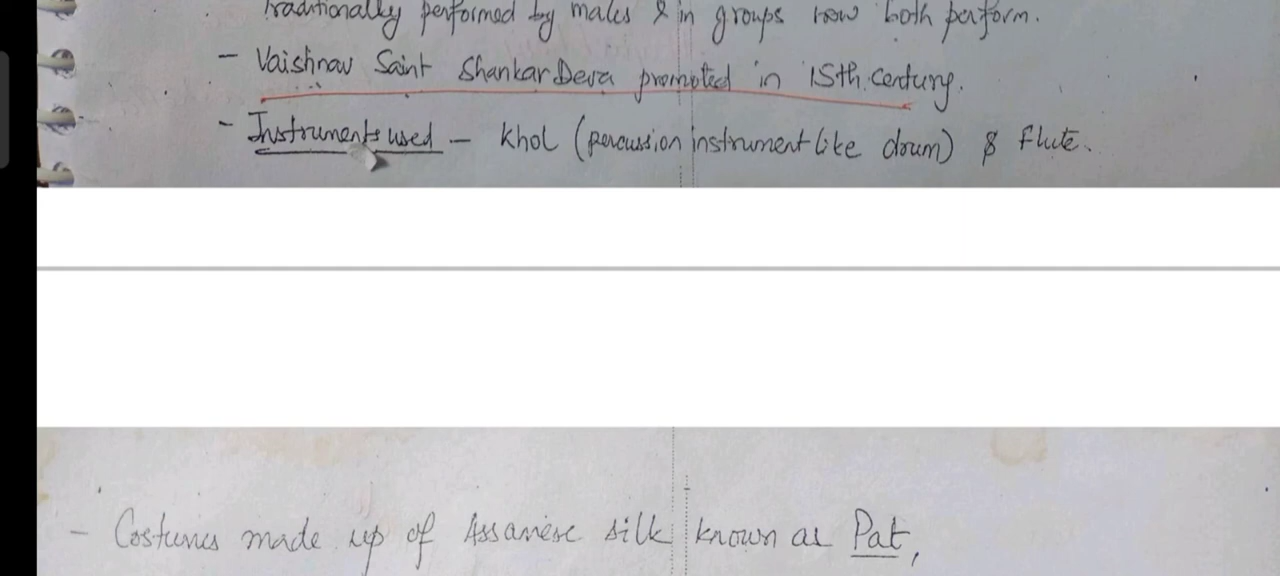 Traditionally performed by males & in groups now both perform.
- Vaishnav Saint Shankar Deva promoted in 15th century.
- Instruments used - Khol (percussion instrument like drum) & Flute.
- Costumes made up of Assamese silk known as Pat,